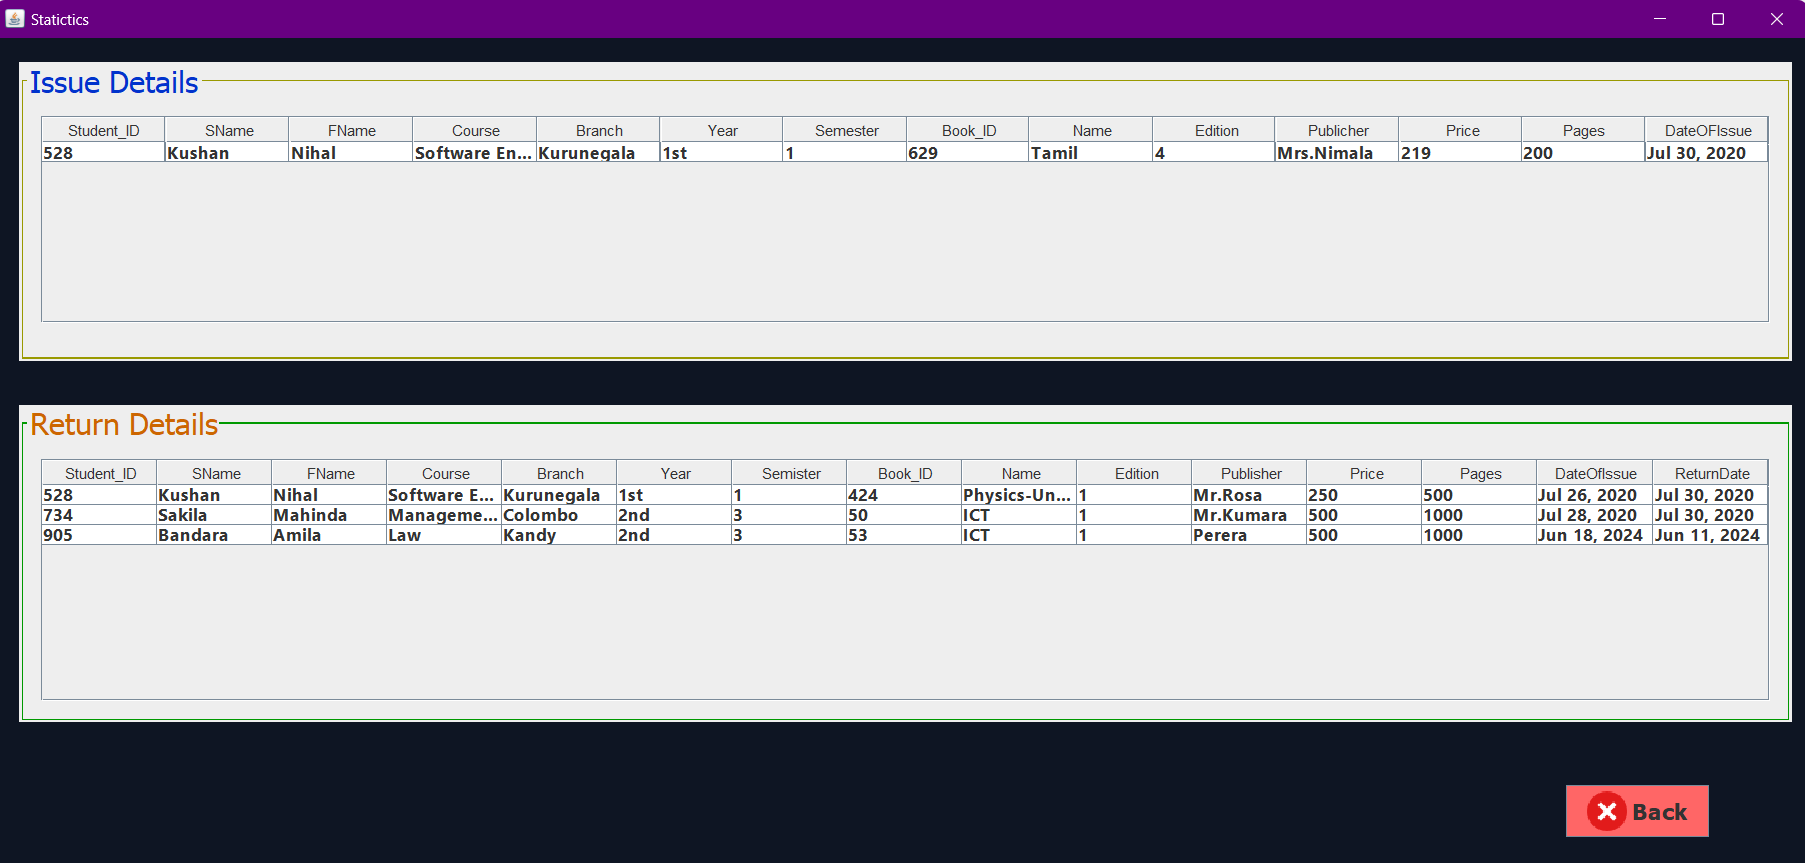 Statictics
Issue Details
Student_ID SName FName Course Branch Year Semester Book_ID Name Edition Publicher Price Pages DateOFIssue
528 Kushan Nihal Software En... Kurunegala 1st 1 629 Tamil 4 Mrs.Nimala 219 200 Jul 30, 2020
Return Details
Student_ID SName FName Course Branch Year Semister Book_ID Name Edition Publisher Price Pages DateOfIssue ReturnDate
528 Kushan Nihal Software E... Kurunegala 1st 1 424 Physics-Un... 1 Mr.Rosa 250 500 Jul 26, 2020 Jul 30, 2020
734 Sakila Mahinda Manageme... Colombo 2nd 3 50 ICT 1 Mr.Kumara 500 1000 Jul 28, 2020 Jul 30, 2020
905 Bandara Amila Law Kandy 2nd 3 53 ICT 1 Perera 500 1000 Jun 18, 2024 Jun 11, 2024
Back